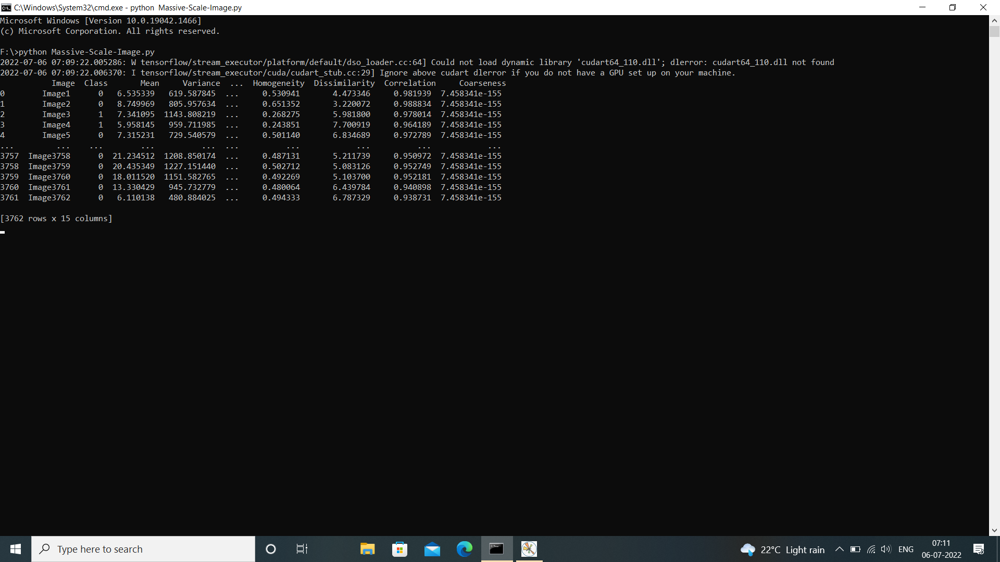 C:\Windows\System32\cmd.exe - python  Massive-Scale-Image.py
Microsoft Windows [Version 10.0.19042.1466]
(c) Microsoft Corporation. All rights reserved.
F:\>python Massive-Scale-Image.py
2022-07-06 07:09:22.005286: W tensorflow/stream_executor/platform/default/dso_loader.cc:64] Could not load dynamic library 'cudart64_110.dll'; dlerror: cudart64_110.dll not found
2022-07-06 07:09:22.006370: I tensorflow/stream_executor/cuda/cudart_stub.cc:29] Ignore above cudart dlerror if you do not have a GPU set up on your machine.
Image  Class       Mean     Variance  ...  Homogeneity  Dissimilarity  Correlation     Coarseness
0        Image1      0   6.535339   619.587845  ...     0.530941       4.473346     0.981939  7.458341e-155
1        Image2      0   8.749969   805.957634  ...     0.651352       3.220072     0.988834  7.458341e-155
2        Image3      1   7.341095  1143.808219  ...     0.268275       5.981800     0.978014  7.458341e-155
3        Image4      1   5.958145   959.711985  ...     0.243851       7.700919     0.964189  7.458341e-155
4        Image5      0   7.315231   729.540579  ...     0.501140       6.834689     0.972789  7.458341e-155
...         ...    ...        ...          ...  ...          ...            ...          ...            ...
3757  Image3758      0  21.234512  1208.850174  ...     0.487131       5.211739     0.950972  7.458341e-155
3758  Image3759      0  20.435349  1227.151440  ...     0.502712       5.083126     0.952749  7.458341e-155
3759  Image3760      0  18.011520  1151.582765  ...     0.492269       5.103700     0.952181  7.458341e-155
3760  Image3761      0  13.330429   945.732779  ...     0.480064       6.439784     0.940898  7.458341e-155
3761  Image3762      0   6.110138   480.884025  ...     0.494333       6.787329     0.938731  7.458341e-155
[3762 rows x 15 columns]
Type here to search
22°C Light rain
ENG
07:11
06-07-2022